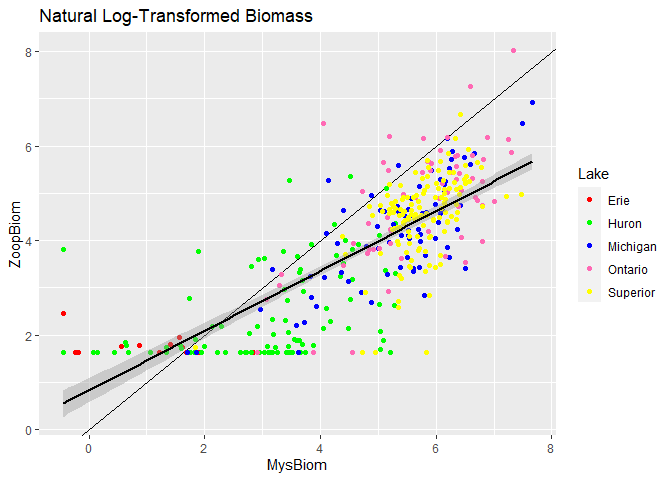 Natural Log-Transformed Biomass
8
6
4
2
0
ZoopBiom
0 2 4 6 8
MysBiom
Lake
Erie
Huron
Michigan
Ontario
Superior